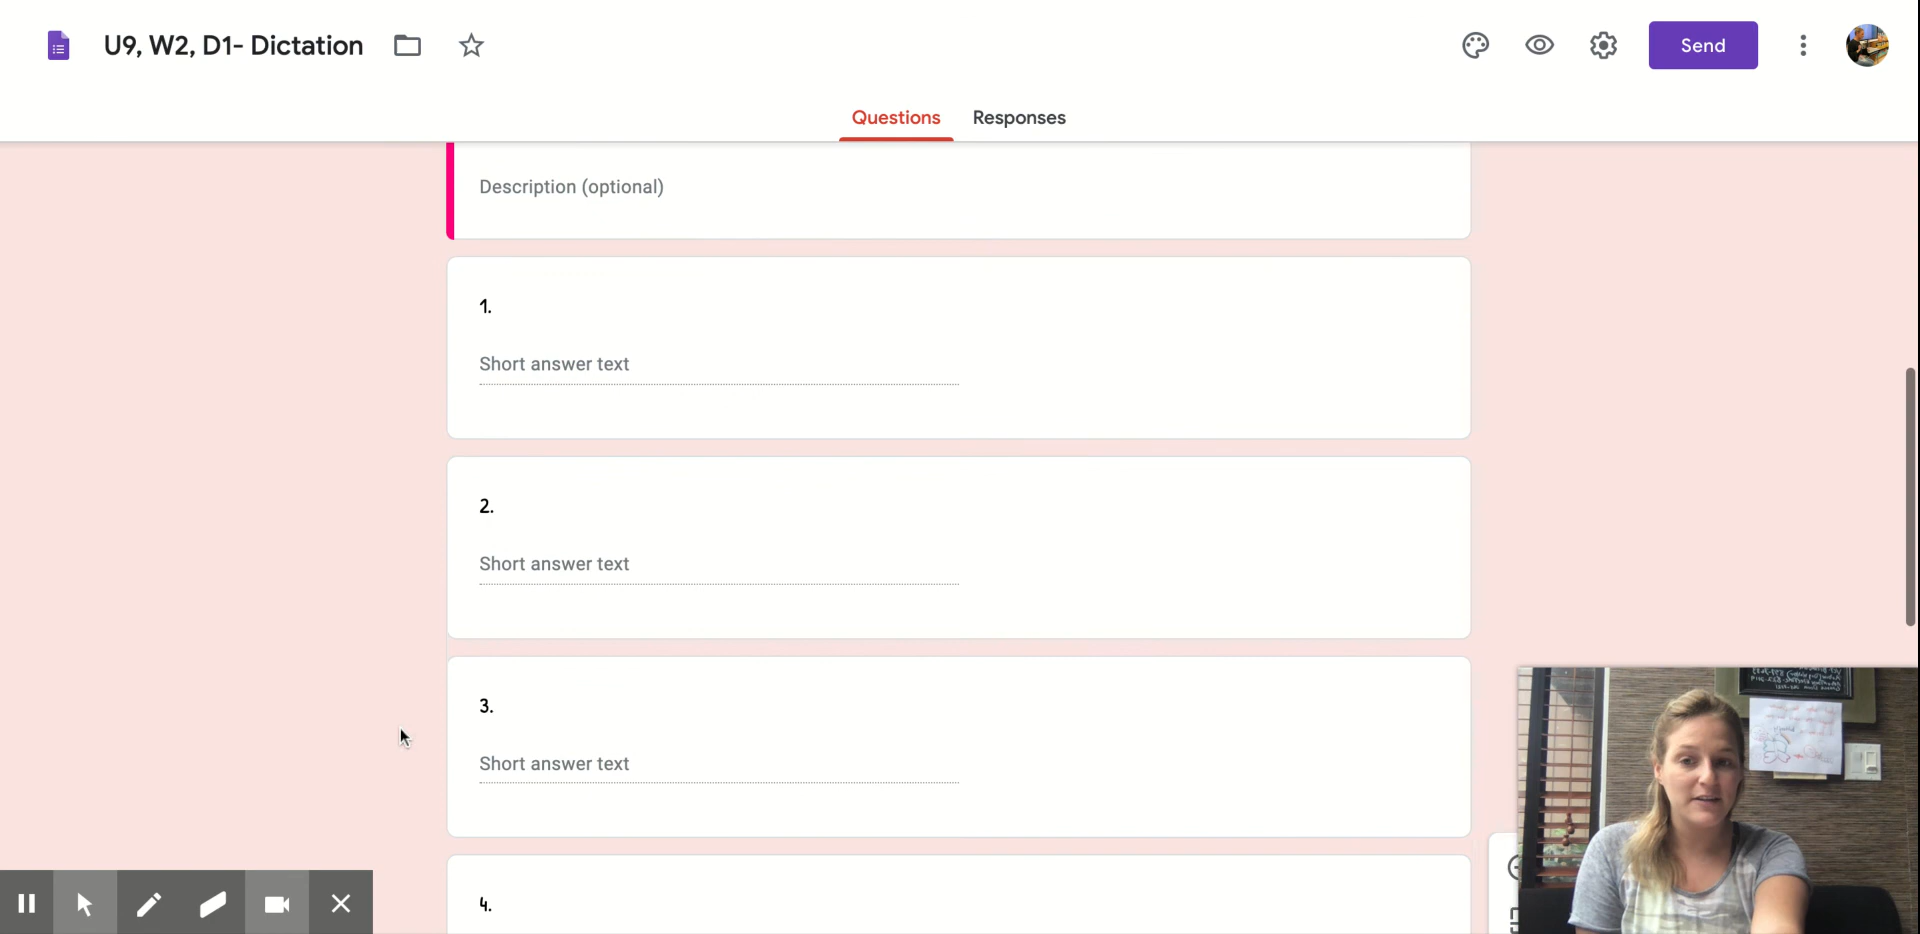 U9, W2, D1- Dictation
Send
Questions
Responses
Description (optional)
1.
Short answer text
2.
Short answer text
3.
Short answer text
4.